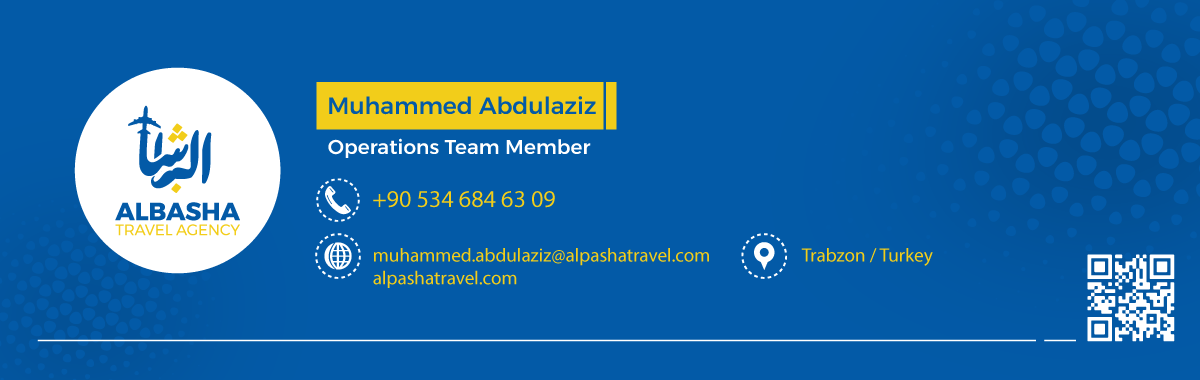 الباشا
ALBASHA
TRAVEL AGENCY
Muhammed Abdulaziz
Operations Team Member
+90 534 684 63 09
muhammed.abdulaziz@alpashatravel.com
alpashatravel.com
Trabzon / Turkey